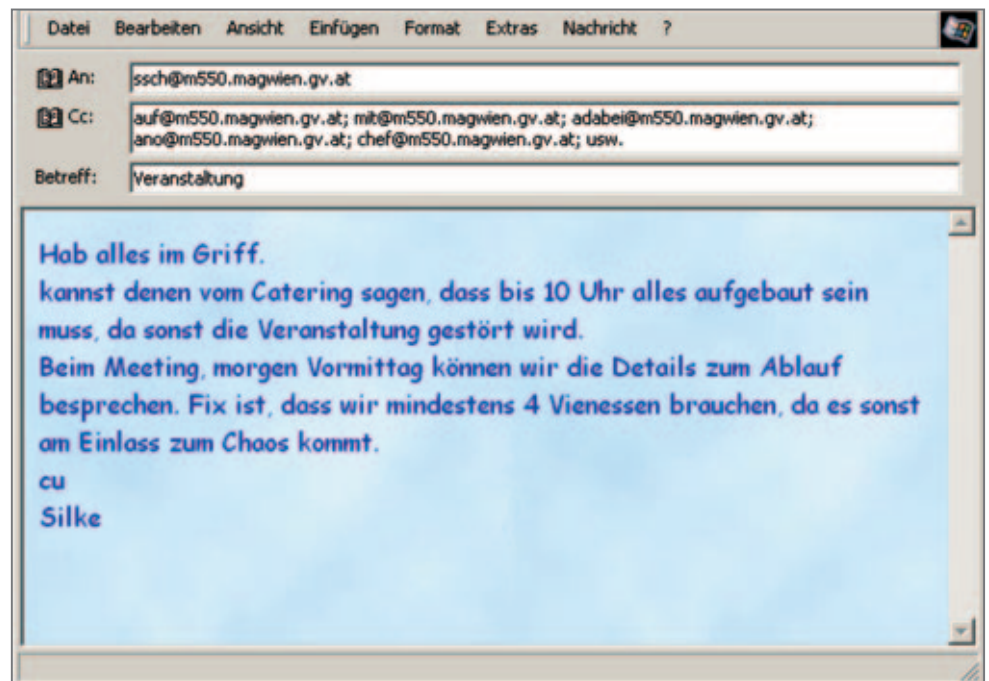 Datei Bearbeiten Ansicht Einfügen Format Extras Nachricht ?
An: ssch@m550.magwien.gv.at
Cc: auf@m550.magwien.gv.at; mit@m550.magwien.gv.at; adabei@m550.magwien.gv.at;
ano@m550.magwien.gv.at; chef@m550.magwien.gv.at; usw.
Betreff: Veranstaltung
Hab alles im Griff.
kannst denen vom Catering sagen, dass bis 10 Uhr alles aufgebaut sein
muss, da sonst die Veranstaltung gestört wird.
Beim Meeting, morgen Vormittag können wir die Details zum Ablauf
besprechen. Fix ist, dass wir mindestens 4 Vienessen brauchen, da es sonst
am Einlass zum Chaos kommt.
cu
Silke